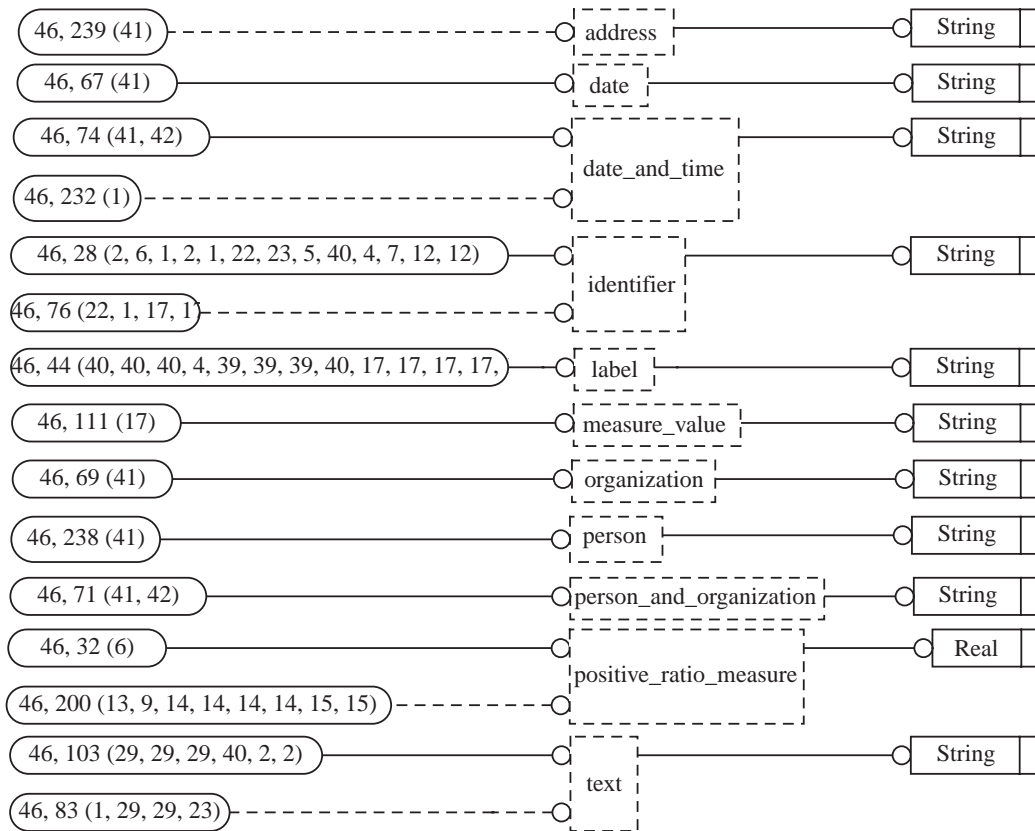 46, 239 (41) address String
46, 67 (41) date String
46, 74 (41, 42) String
date_and_time
46, 232 (1)
46, 28 (2, 6, 1, 2, 1, 22, 23, 5, 40, 4, 7, 12, 12) String
identifier
46, 76 (22, 1, 17,
46, 44 (40, 40, 40, 4, 39, 39, 39, 40, 17, 17, 17, 17, label String
46, 111 (17) measure_value String
46, 69 (41) organization String
46, 238 (41) person String
46, 71 (41, 42) person_and_organization String
46, 32 (6) Real
positive_ratio_measure
46, 200 (13, 9, 14, 14, 14, 14, 15, 15)
46, 103 (29, 29, 29, 40, 2, 2) String
text
46, 83 (1, 29, 29, 23)